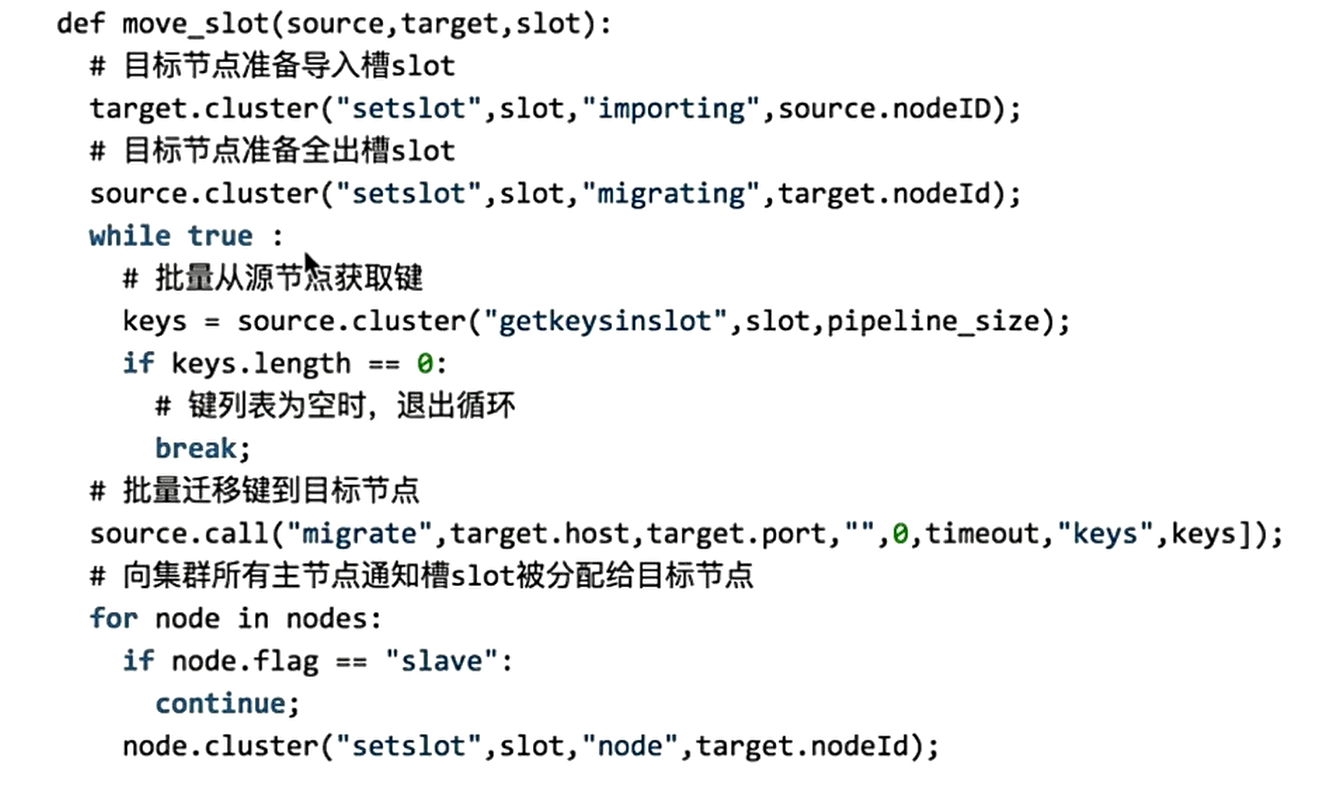 def move_slot(source,target,slot):
# 目标节点准备导入槽slot
target.cluster("setslot",slot,"importing",source.nodeID);
# 目标节点准备全出槽slot
source.cluster("setslot",slot,"migrating",target.nodeId);
while true :
# 批量从源节点获取键
keys = source.cluster("getkeysinslot",slot,pipeline_size);
if keys.length == 0:
# 键列表为空时，退出循环
break;
# 批量迁移键到目标节点
source.call("migrate",target.host,target.port,"",0,timeout,"keys",keys]);
# 向集群所有主节点通知槽slot被分配给目标节点
for node in nodes:
if node.flag == "slave":
continue;
node.cluster("setslot",slot,"node",target.nodeId);